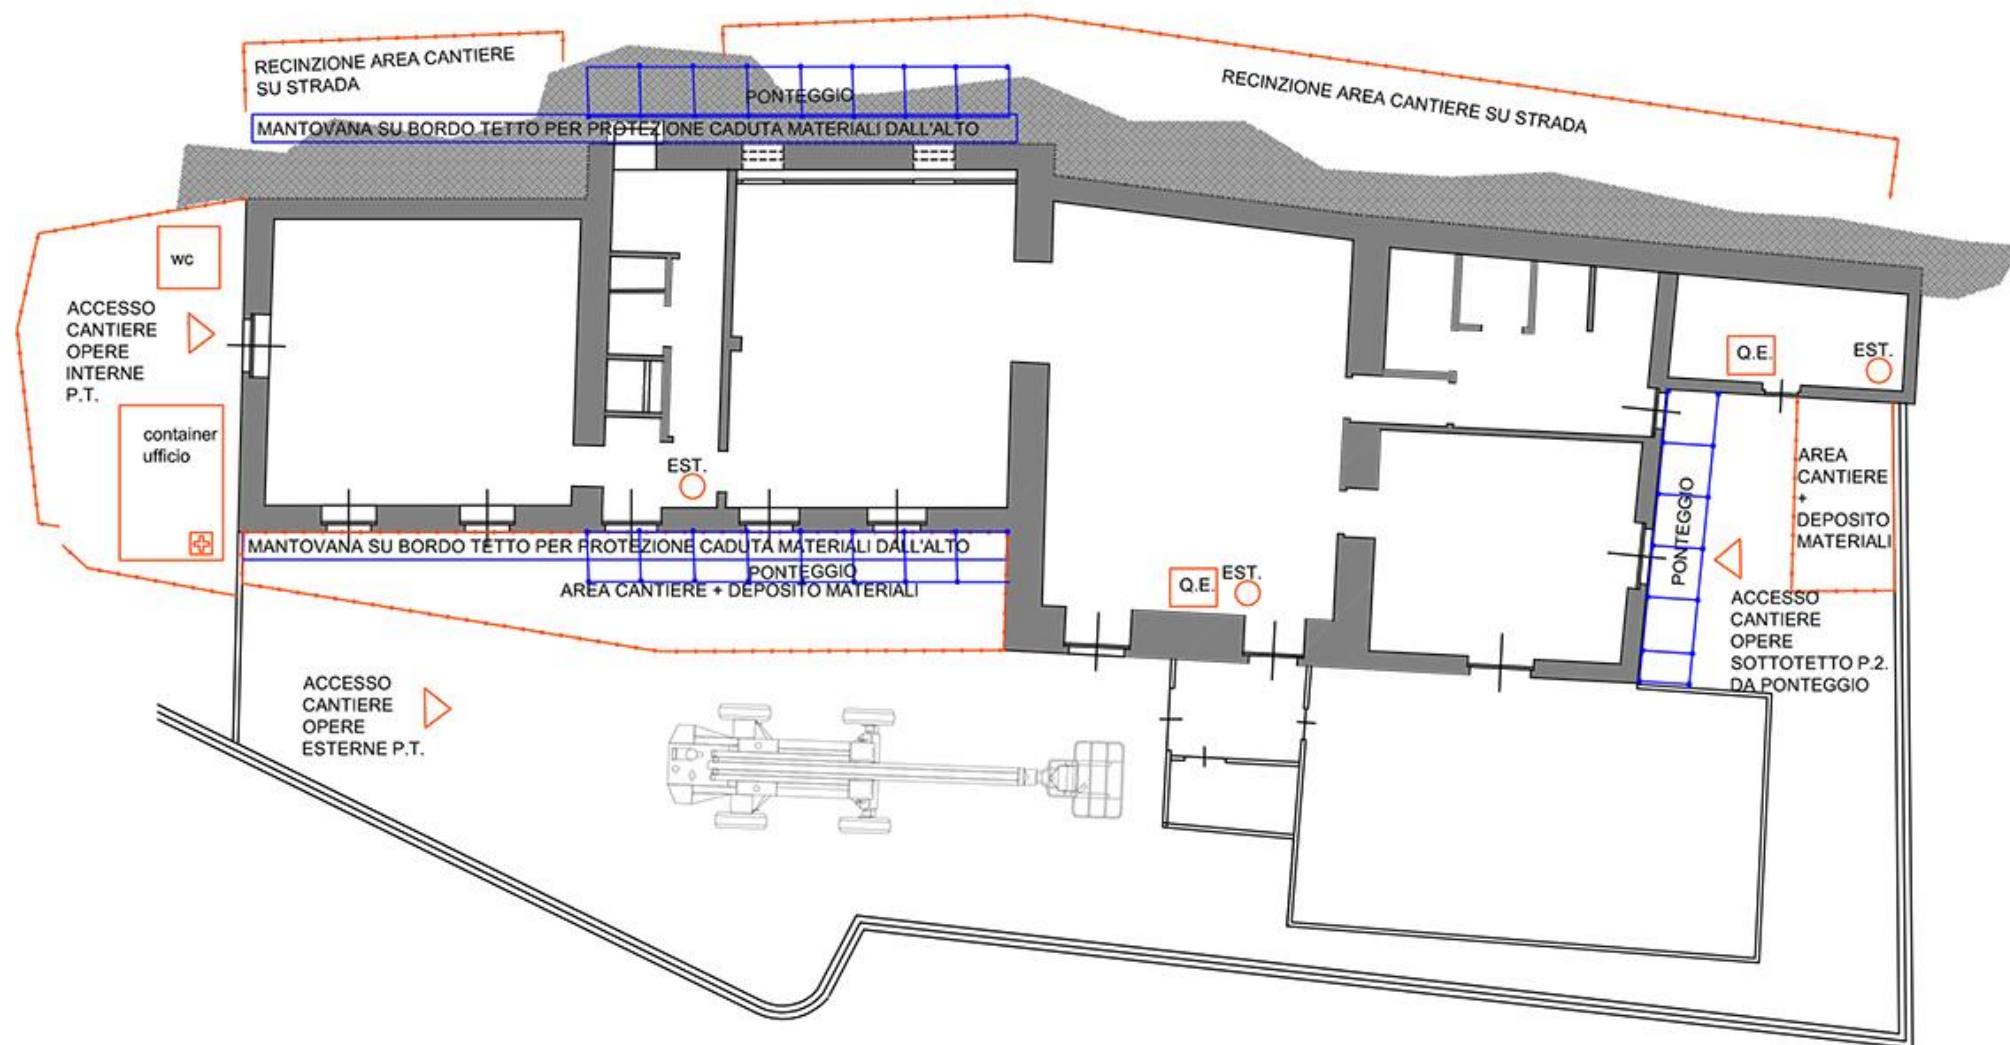 RECINZIONE AREA CANTIERE
SU STRADA
RECINZIONE AREA CANTIERE SU STRADA
PONTEGGIO
MANTOVANA SU BORDO TETTO PER PROTEZIONE CADUTA MATERIALI DALL'ALTO
wc
ACCESSO
CANTIERE
OPERE
INTERNE
P.T.
container
ufficio
EST.
Q.E.
EST.
AREA
CANTIERE
+
DEPOSITO
MATERIALI
PONTEGGIO
MANTOVANA SU BORDO TETTO PER PROTEZIONE CADUTA MATERIALI DALL'ALTO
PONTEGGIO
AREA CANTIERE + DEPOSITO MATERIALI
Q.E.
EST.
ACCESSO
CANTIERE
OPERE
SOTTOTETTO P.2.
DA PONTEGGIO
ACCESSO
CANTIERE
OPERE
ESTERNE P.T.